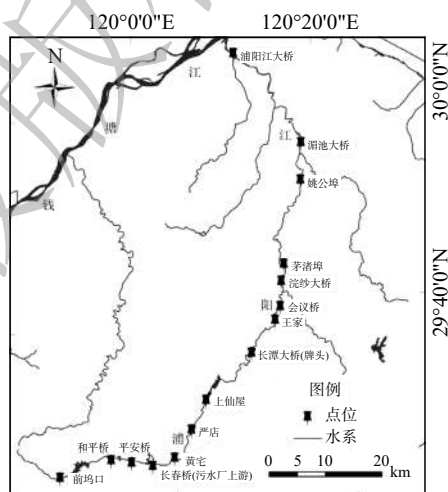 120°0′0″E
120°20′0″E
N
浦阳江大桥
江
30°0′0″N
塘
江
湄池大桥
姚公埠
钱
茅渚埠
浣纱大桥
29°40′0″N
阳
会议桥
王家
长潭大桥(牌头)
图例
上仙屋
点位
浦
严店
水系
和平桥
平安桥
黄宅
0 5 10 20
km
前坞口
长春桥(污水厂上游)